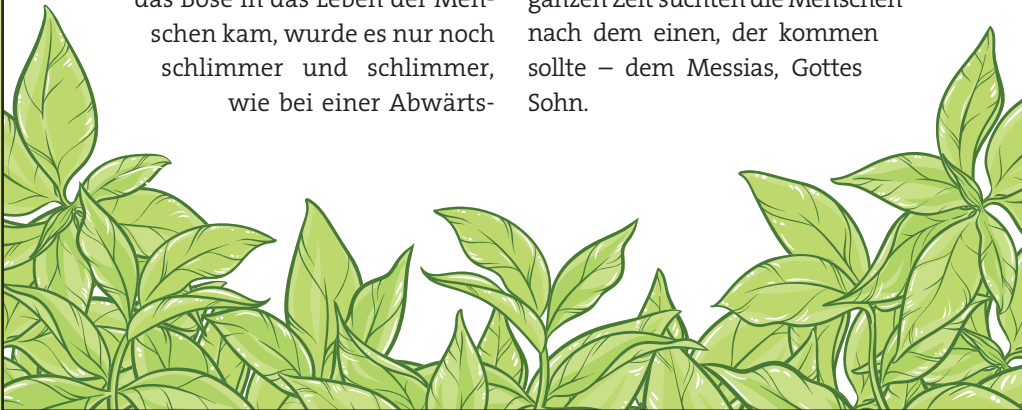 das Böse in das Leben der Men-
schen kam, wurde es nur noch
schlimmer und schlimmer,
wie bei einer Abwärts-
ganzen Zeit suchten die Menschen
nach dem einen, der kommen
sollte – dem Messias, Gottes
Sohn.